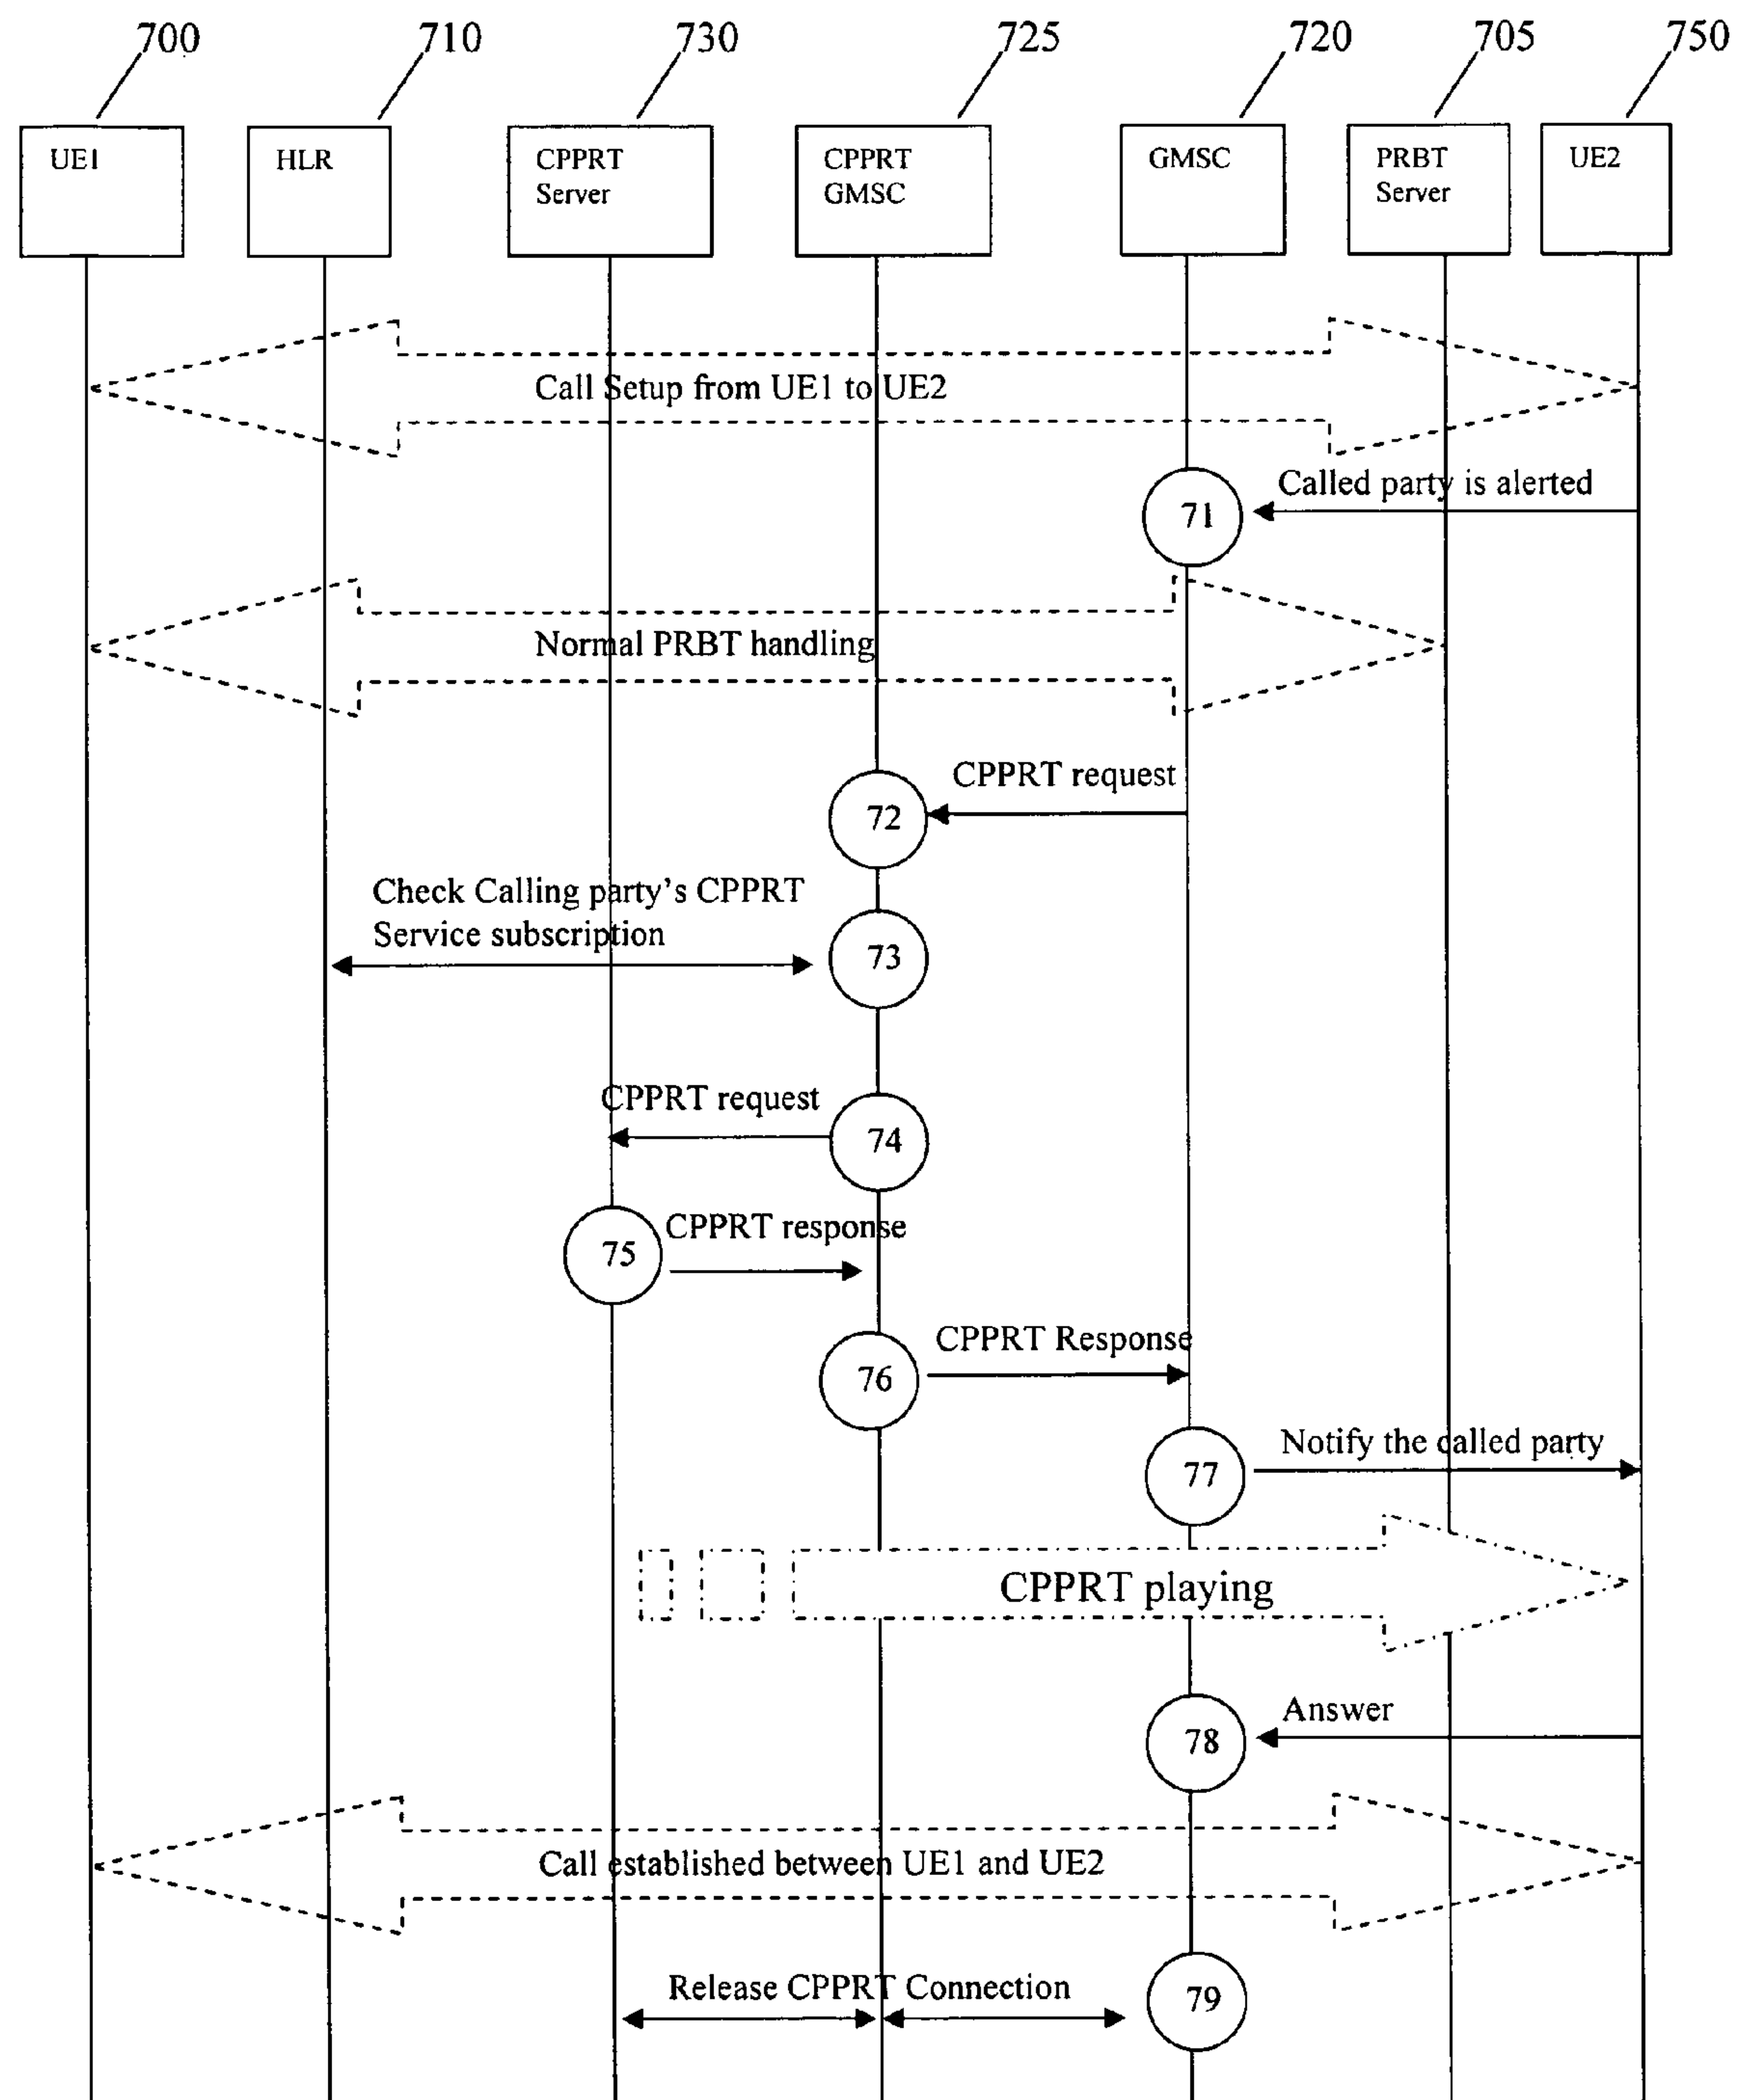 700
710
730
725
720
705
750
UE1
HLR
CPPRT
Server
CPPRT
GMSC
GMSC
PRBT
Server
UE2
Call Setup from UE1 to UE2
Called party is alerted
71
Normal PRBT handling
CPPRT request
72
Check Calling party's CPPRT
Service subscription
73
CPPRT request
74
CPPRT response
75
CPPRT Response
76
Notify the called party
77
CPPRT playing
Answer
78
Call established between UE1 and UE2
Release CPPRT Connection
79